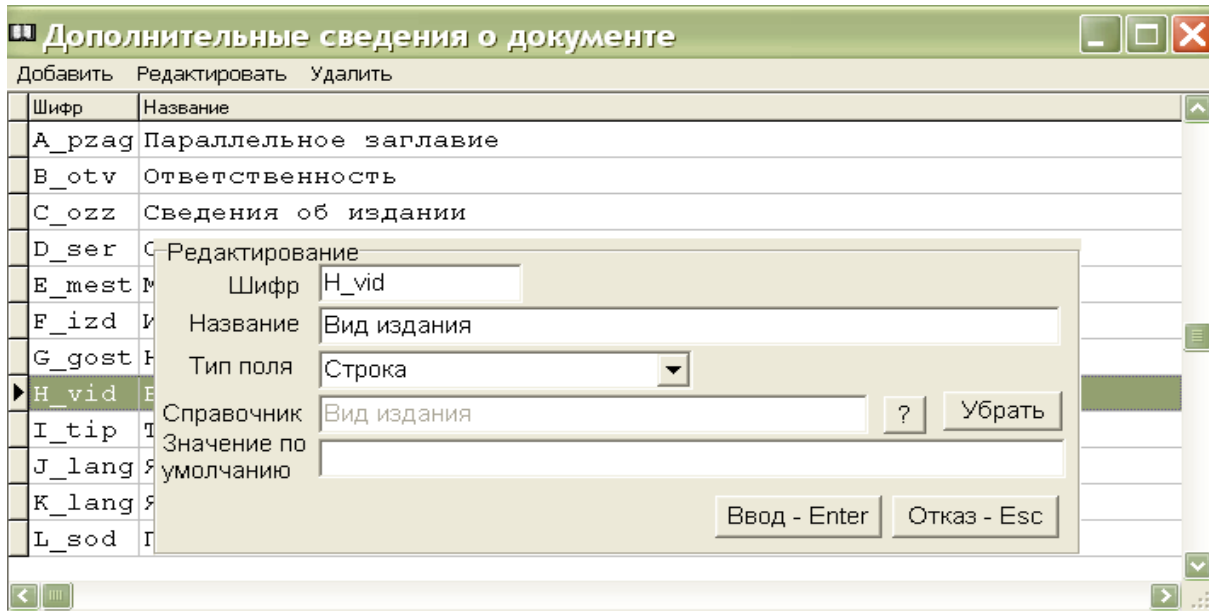 Дополнительные сведения о документе
Добавить Редактировать Удалить
Шифр Название
A_pzag Параллельное заглавие
B_otv Ответственность
C_ozz Сведения об издании
D_ser
E_mest
F_izd
G_gost
H_vid
I_tip
J_lang
K_lang
L_sod
Редактирование
Шифр H_vid
Название Вид издания
Тип поля Строка
Справочник Вид издания ? Убрать
Значение по
умолчанию
Ввод - Enter Отказ - Esc